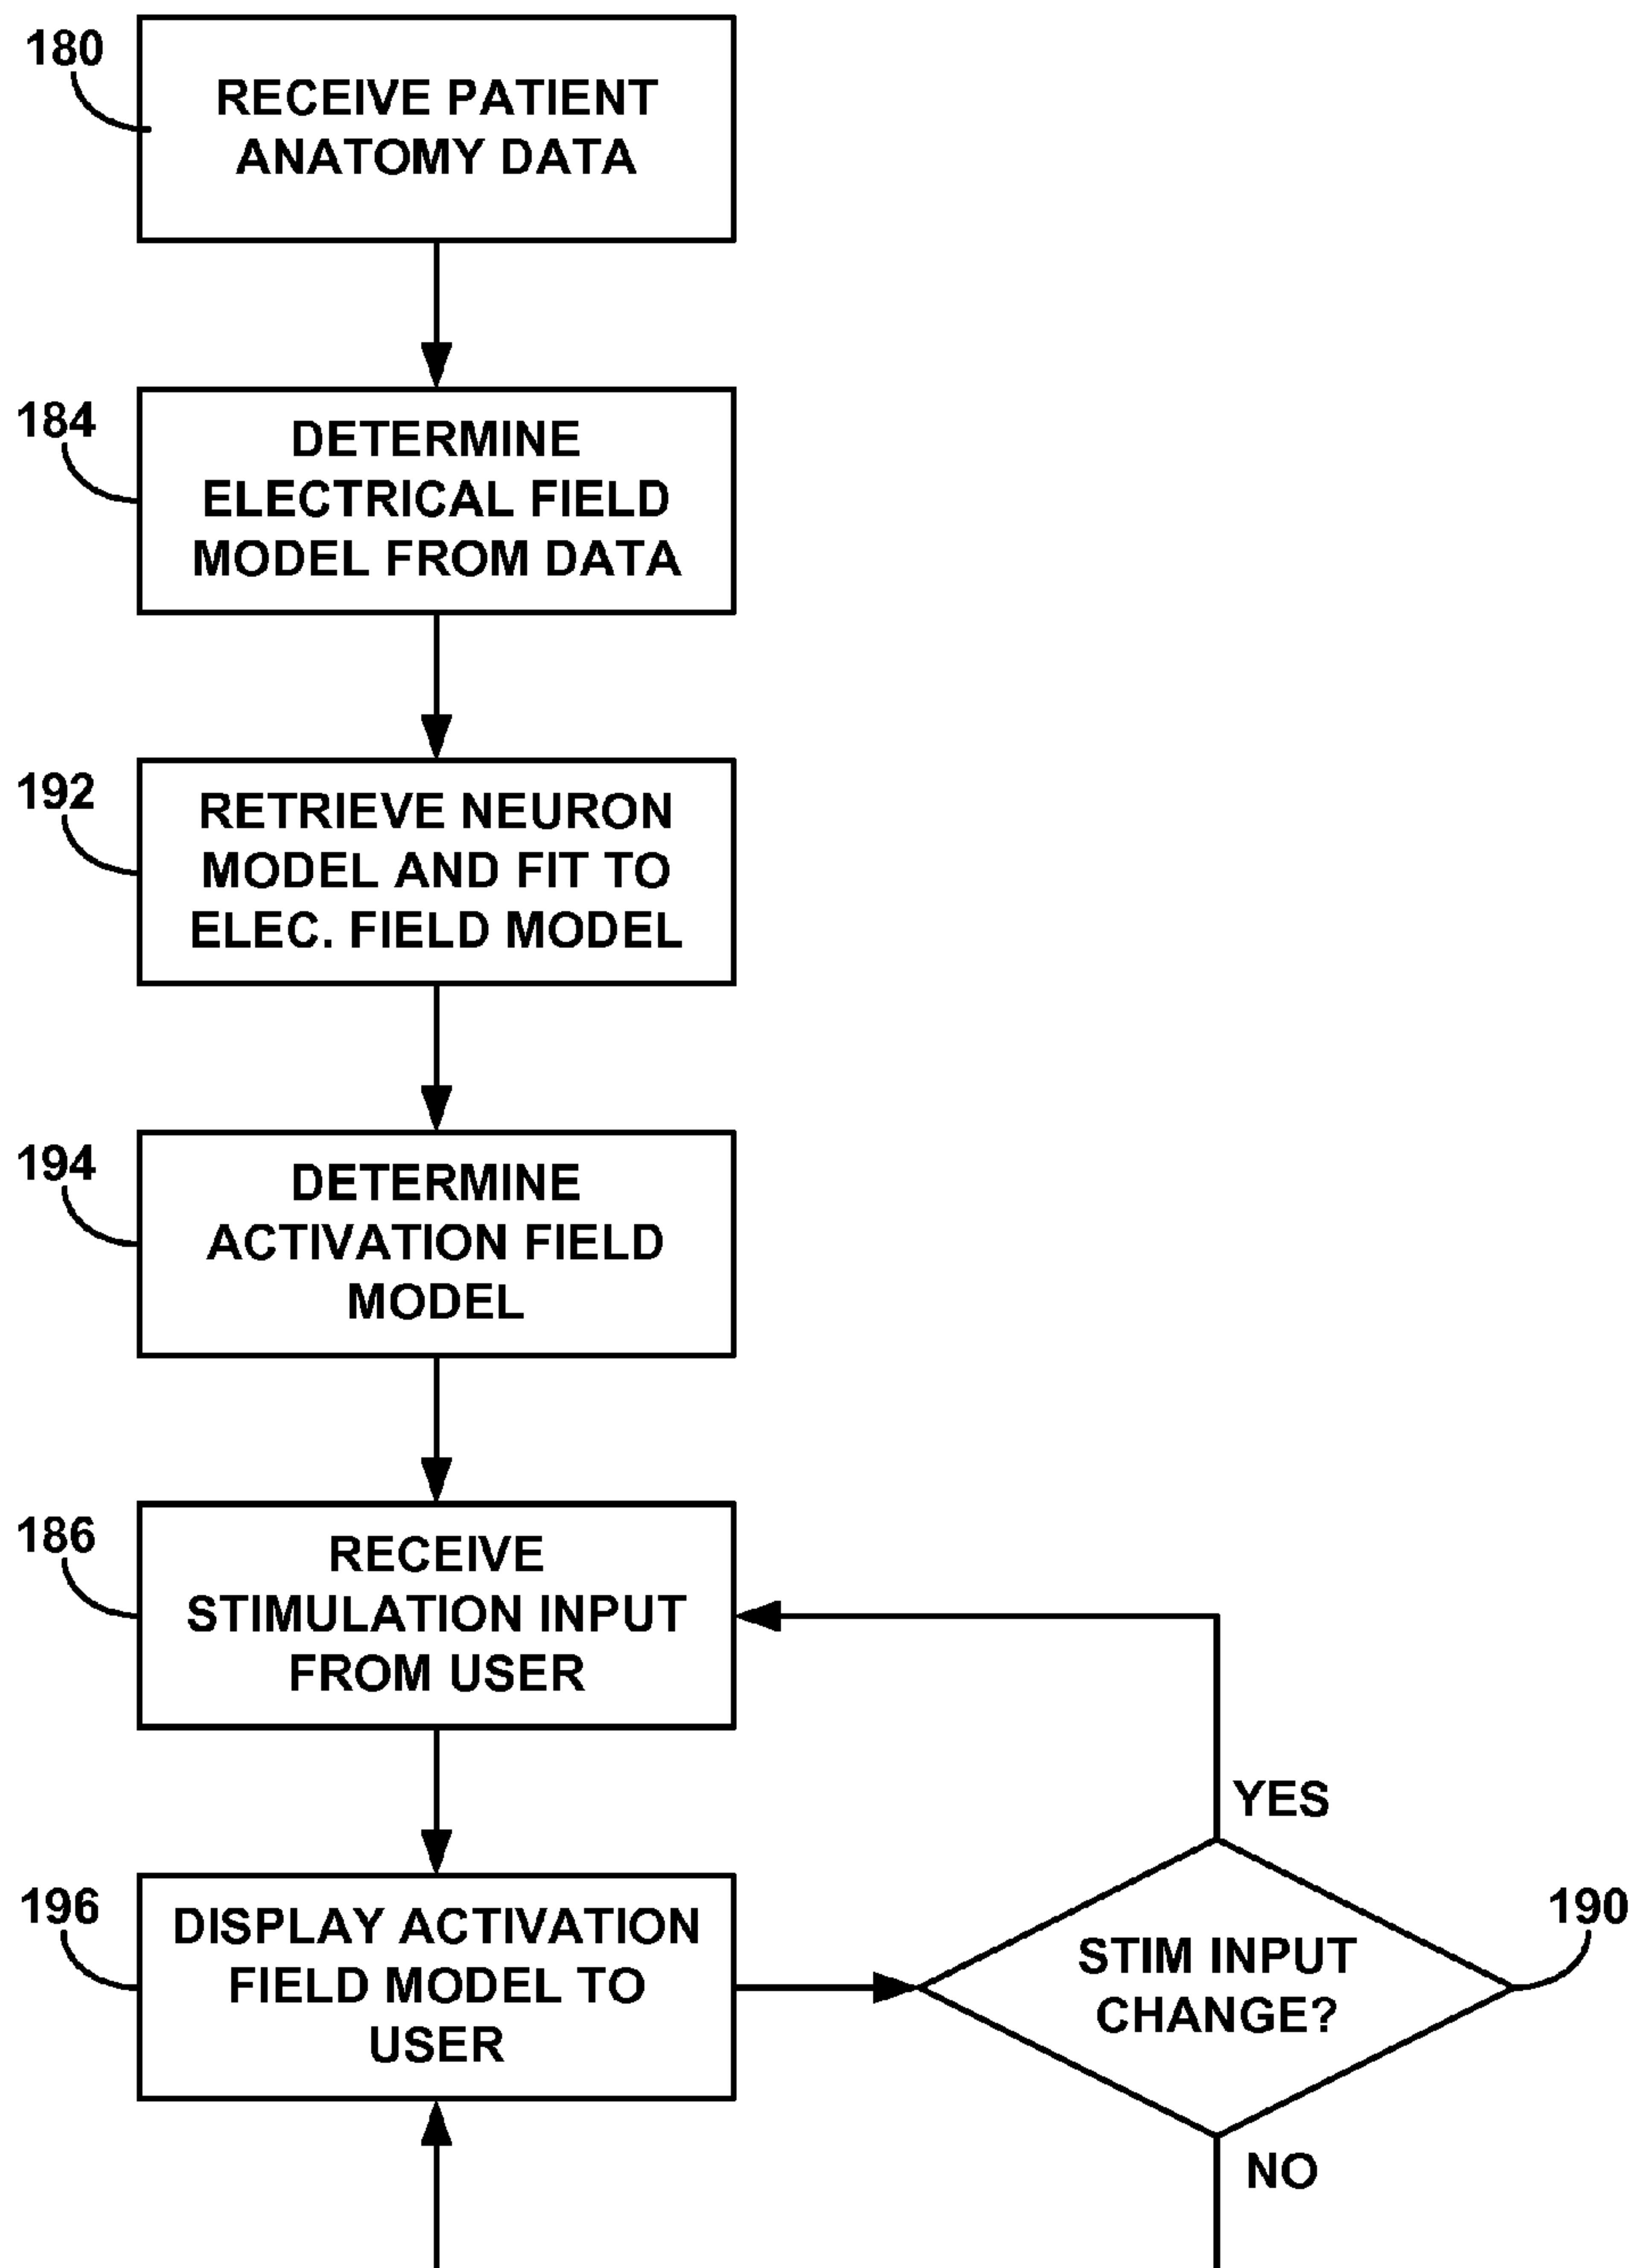 180
RECEIVE PATIENT
ANATOMY DATA
184
DETERMINE
ELECTRICAL FIELD
MODEL FROM DATA
192
RETRIEVE NEURON
MODEL AND FIT TO
ELEC. FIELD MODEL
194
DETERMINE
ACTIVATION FIELD
MODEL
186
RECEIVE
STIMULATION INPUT
FROM USER
YES
196
DISPLAY ACTIVATION
FIELD MODEL TO
USER
190
STIM INPUT
CHANGE?
NO